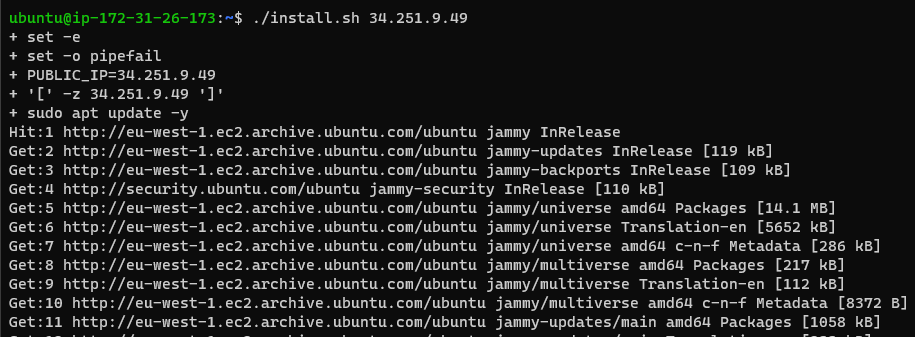 ubuntu@ip-172-31-26-173:~$ ./install.sh 34.251.9.49
+ set -e
+ set -o pipefail
+ PUBLIC_IP=34.251.9.49
+ '[' -z 34.251.9.49 ']'
+ sudo apt update -y
Hit:1 http://eu-west-1.ec2.archive.ubuntu.com/ubuntu jammy InRelease
Get:2 http://eu-west-1.ec2.archive.ubuntu.com/ubuntu jammy-updates InRelease [119 kB]
Get:3 http://eu-west-1.ec2.archive.ubuntu.com/ubuntu jammy-backports InRelease [109 kB]
Get:4 http://security.ubuntu.com/ubuntu jammy-security InRelease [110 kB]
Get:5 http://eu-west-1.ec2.archive.ubuntu.com/ubuntu jammy/universe amd64 Packages [14.1 MB]
Get:6 http://eu-west-1.ec2.archive.ubuntu.com/ubuntu jammy/universe Translation-en [5652 kB]
Get:7 http://eu-west-1.ec2.archive.ubuntu.com/ubuntu jammy/universe amd64 c-n-f Metadata [286 kB]
Get:8 http://eu-west-1.ec2.archive.ubuntu.com/ubuntu jammy/multiverse amd64 Packages [217 kB]
Get:9 http://eu-west-1.ec2.archive.ubuntu.com/ubuntu jammy/multiverse Translation-en [112 kB]
Get:10 http://eu-west-1.ec2.archive.ubuntu.com/ubuntu jammy/multiverse amd64 c-n-f Metadata [8372 B]
Get:11 http://eu-west-1.ec2.archive.ubuntu.com/ubuntu jammy-updates/main amd64 Packages [1058 kB]